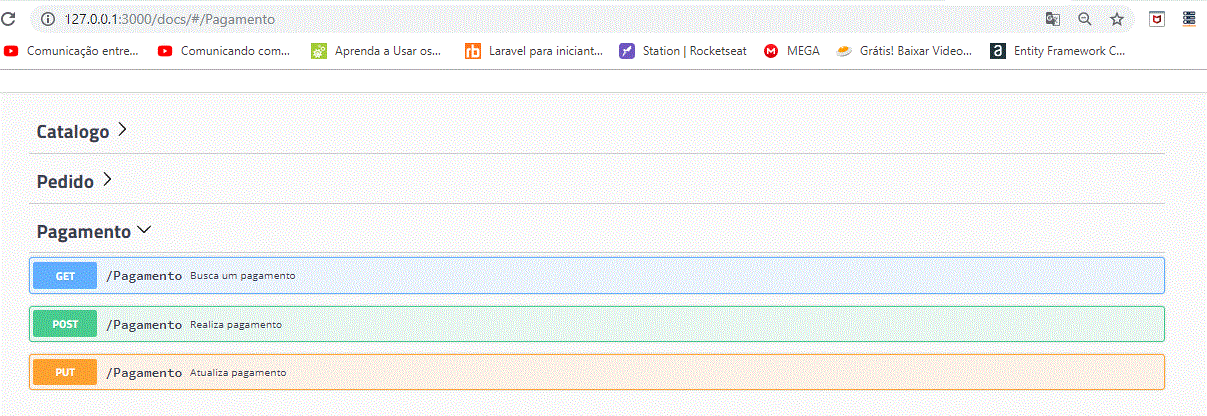 127.0.0.1:3000/docs/#/Pagamento
Comunicação entre... Comunicando com... Aprenda a Usar os... Laravel para iniciant... Station | Rocketseat MEGA Grátis! Baixar Video... Entity Framework C...
Catalogo
Pedido
Pagamento
GET /Pagamento Busca um pagamento
POST /Pagamento Realiza pagamento
PUT /Pagamento Atualiza pagamento